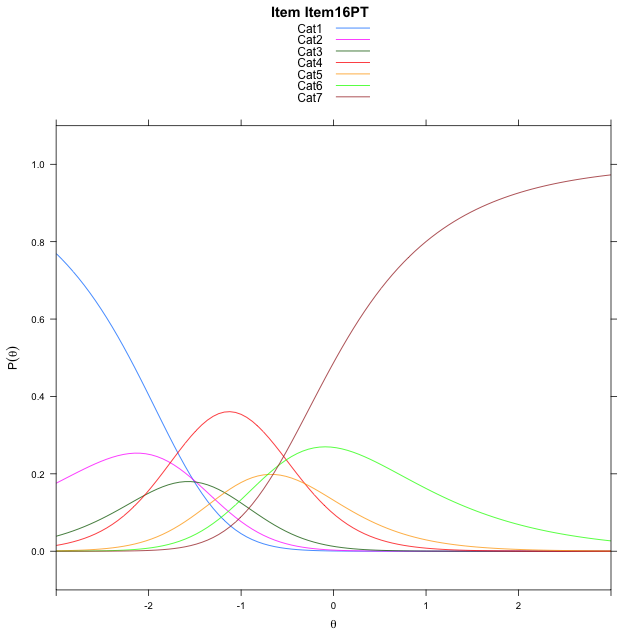 Item Item16PT
Cat1
Cat2
Cat3
Cat4
Cat5
Cat6
Cat7
1.0
0.8
0.6
0.4
0.2
0.0
P(θ)
-2 -1 0 1 2
θ